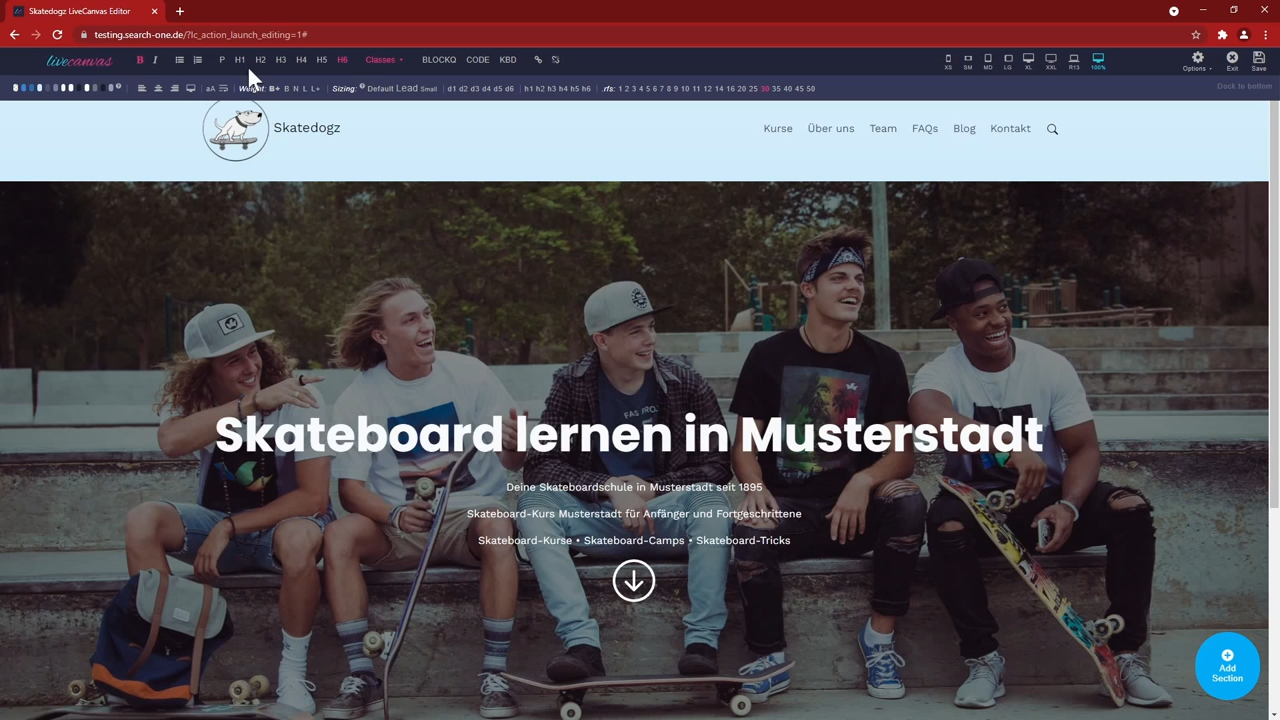 Skatedogz LiveCanvas Editor
testing.search-one.de/?lc_action_launch_editing=1#
livecanvas B I P H1 H2 H3 H4 H5 H6 Classes BLOCKQ CODE KBD XS SM MD LG XL XXL R13 100% Options Exit Save
aA Weight: B+ B N L L+ Sizing: Default Lead Small d1 d2 d3 d4 d5 d6 h1 h2 h3 h4 h5 h6 .rfs: 1 2 3 4 5 6 7 8 9 10 11 12 14 16 18 20 25 30 35 40 45 50 Dock to bottom
Skatedogz Kurse Über uns Team FAQs Blog Kontakt
Skateboard lernen in Musterstadt
Deine Skateboardschule in Musterstadt seit 1895
Skateboard-Kurs Musterstadt für Anfänger und Fortgeschrittene
Skateboard-Kurse • Skateboard-Camps • Skateboard-Tricks
Add
Section